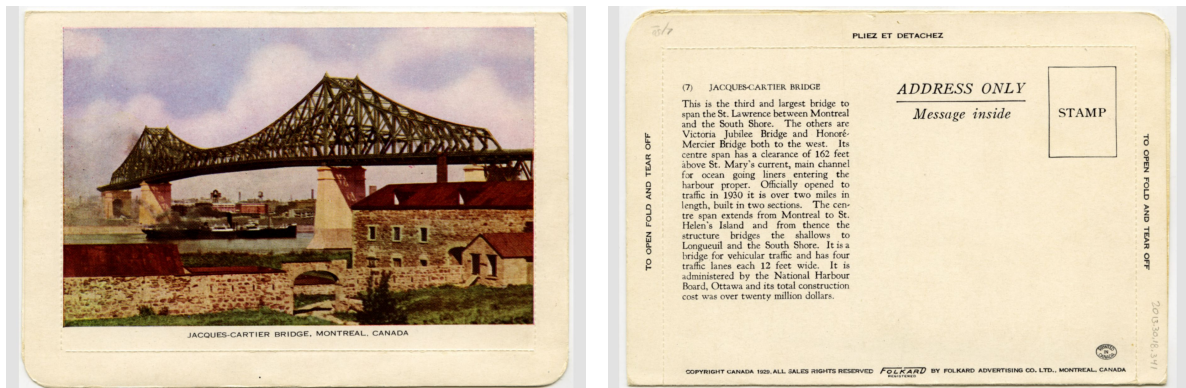 JACQUES-CARTIER BRIDGE, MONTREAL, CANADA
PLIEZ ET DETACHEZ
TO OPEN FOLD AND TEAR OFF
(7) JACQUES-CARTIER BRIDGE
This is the third and largest bridge to
span the St. Lawrence between Montreal
and the South Shore. The others are
Victoria Jubilee Bridge and Honoré-
Mercier Bridge both to the west. Its
centre span has a clearance of 162 feet
above St. Mary's current, main channel
for ocean going liners entering the
harbour proper. Officially opened to
traffic in 1930 it is over two miles in
length, built in two sections. The cen-
tre span extends from Montreal to St.
Helen's Island and from thence the
structure bridges the shallows to
Longueuil and the South Shore. It is a
bridge for vehicular traffic and has four
traffic lanes each 12 feet wide. It is
administered by the National Harbour
Board, Ottawa and its total construction
cost was over twenty million dollars.
ADDRESS ONLY
Message inside
STAMP
TO OPEN FOLD AND TEAR OFF
2013.30.18.341
COPYRIGHT CANADA 1929, ALL SALES RIGHTS RESERVED FOLKARD REGISTERED BY FOLKARD ADVERTISING CO. LTD., MONTREAL, CANADA